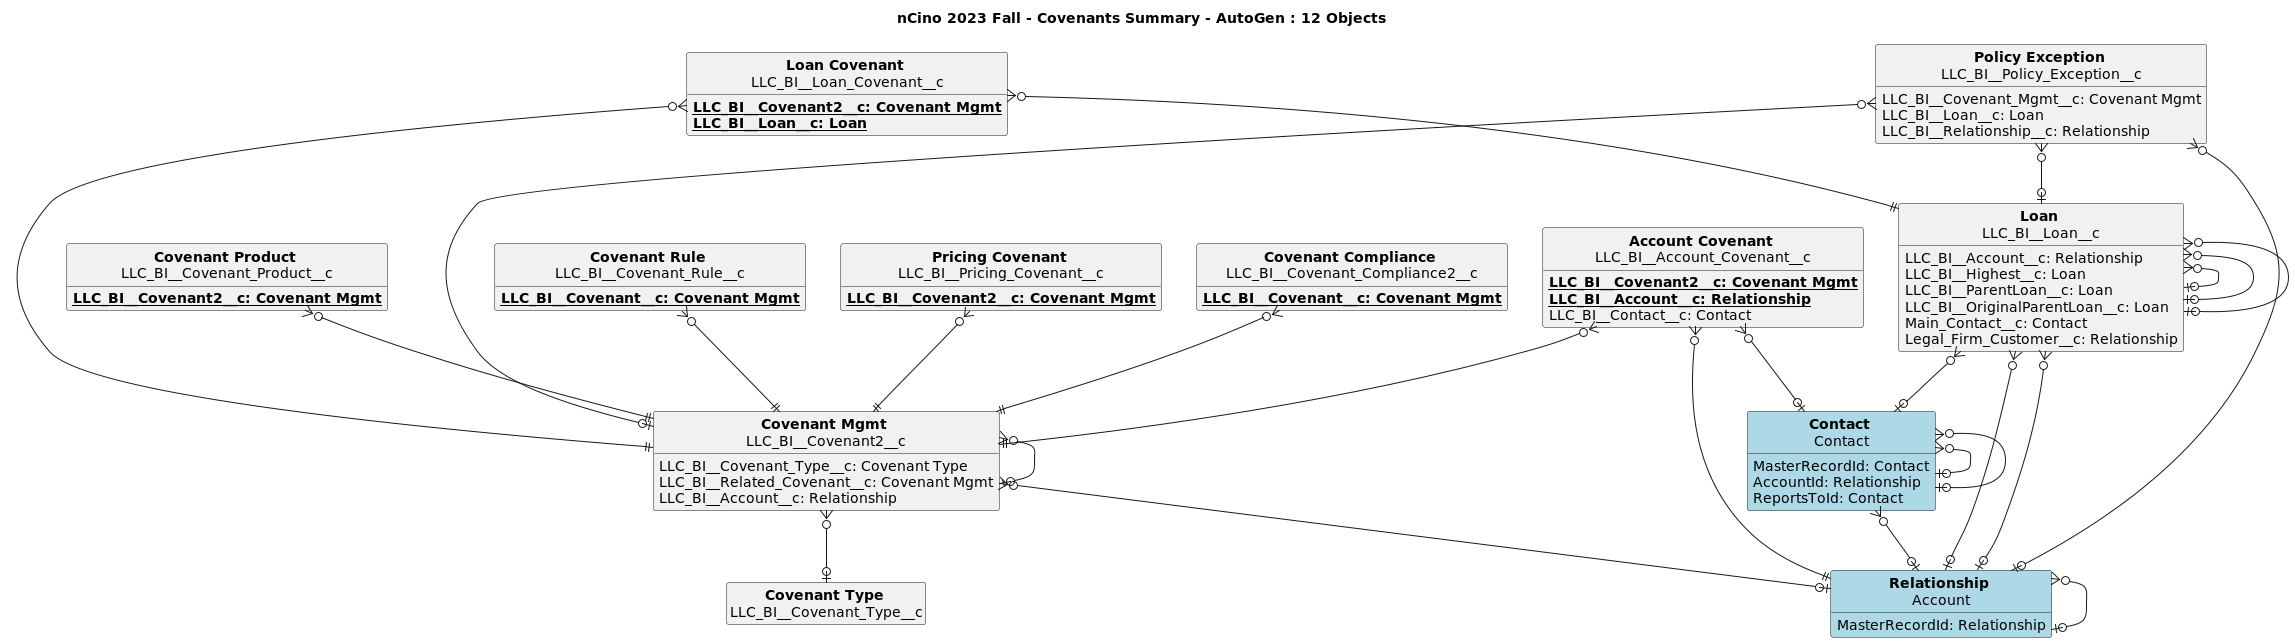 nCino 2023 Fall - Covenants Summary - AutoGen : 12 Objects
Loan Covenant
LLC_BI__Loan_Covenant__c
LLC_BI__Covenant2__c: Covenant Mgmt
LLC_BI__Loan__c: Loan
Policy Exception
LLC_BI__Policy_Exception__c
LLC_BI__Covenant_Mgmt__c: Covenant Mgmt
LLC_BI__Loan__c: Loan
LLC_BI__Relationship__c: Relationship
Covenant Product
LLC_BI__Covenant_Product__c
LLC_BI__Covenant2__c: Covenant Mgmt
Covenant Rule
LLC_BI__Covenant_Rule__c
LLC_BI__Covenant__c: Covenant Mgmt
Pricing Covenant
LLC_BI__Pricing_Covenant__c
LLC_BI__Covenant2__c: Covenant Mgmt
Covenant Compliance
LLC_BI__Covenant_Compliance2__c
LLC_BI__Covenant__c: Covenant Mgmt
Account Covenant
LLC_BI__Account_Covenant__c
LLC_BI__Covenant2__c: Covenant Mgmt
LLC_BI__Account__c: Relationship
LLC_BI__Contact__c: Contact
Loan
LLC_BI__Loan__c
LLC_BI__Account__c: Relationship
LLC_BI__Highest__c: Loan
LLC_BI__ParentLoan__c: Loan
LLC_BI__OriginalParentLoan__c: Loan
Main_Contact__c: Contact
Legal_Firm_Customer__c: Relationship
Covenant Mgmt
LLC_BI__Covenant2__c
LLC_BI__Covenant_Type__c: Covenant Type
LLC_BI__Related_Covenant__c: Covenant Mgmt
LLC_BI__Account__c: Relationship
Contact
Contact
MasterRecordId: Contact
AccountId: Relationship
ReportsToId: Contact
Covenant Type
LLC_BI__Covenant_Type__c
Relationship
Account
MasterRecordId: Relationship